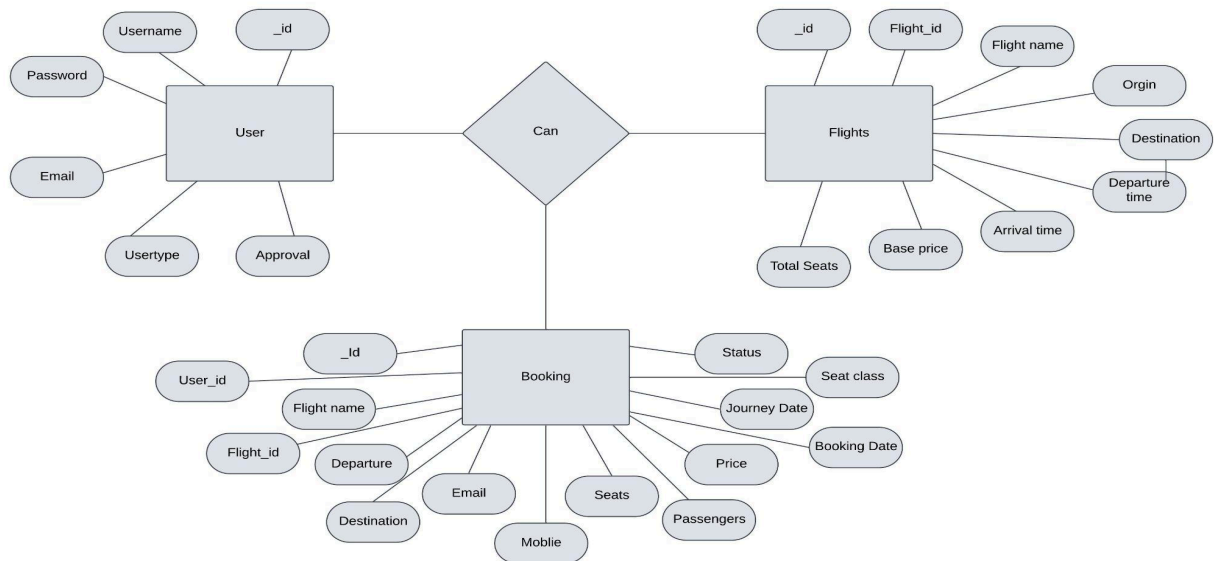 Username
_id
Password
User
Email
Usertype
Approval
Can
_id
Flight_id
Flight name
Orgin
Flights
Destination
Departure
time
Arrival time
Base price
Total Seats
_Id
User_id
Flight name
Flight_id
Departure
Destination
Email
Moblie
Booking
Status
Seat class
Journey Date
Booking Date
Price
Seats
Passengers